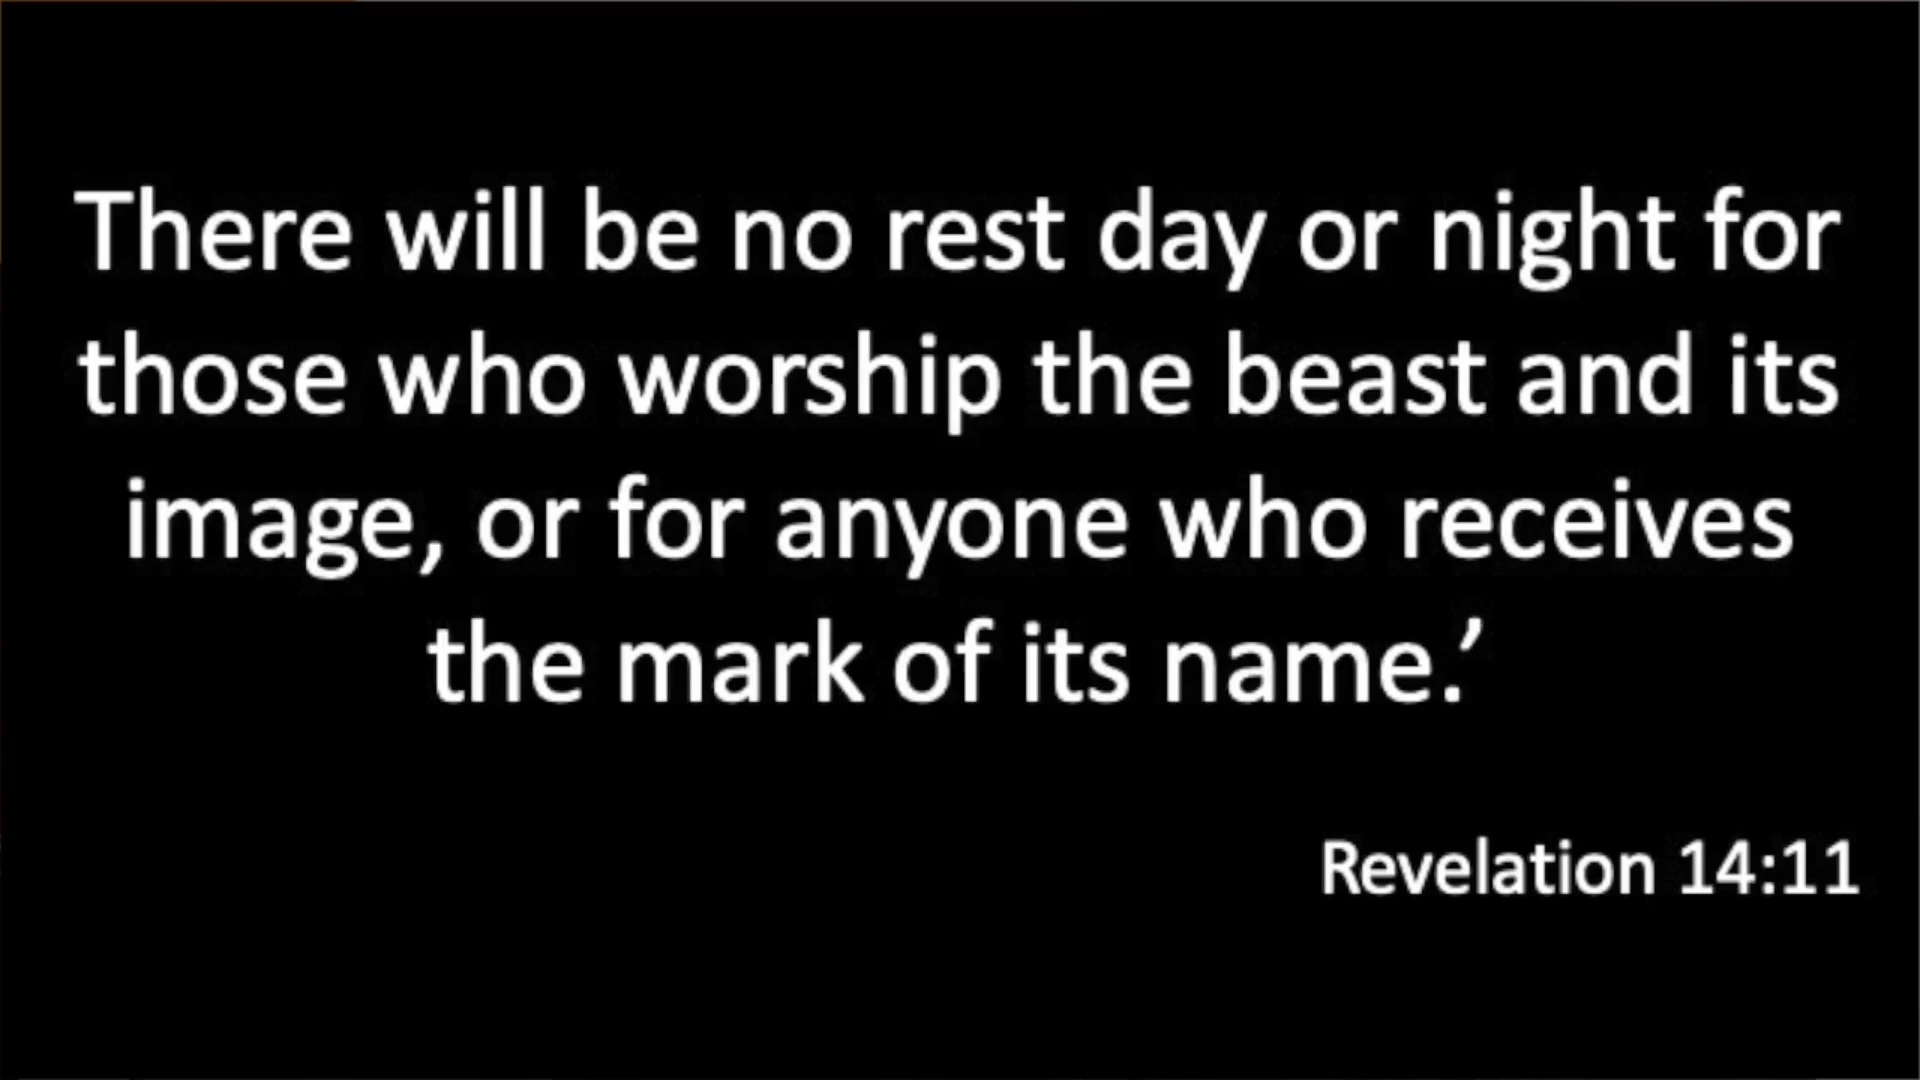 There will be no rest day or night for
those who worship the beast and its
image, or for anyone who receives
the mark of its name.’
Revelation 14:11